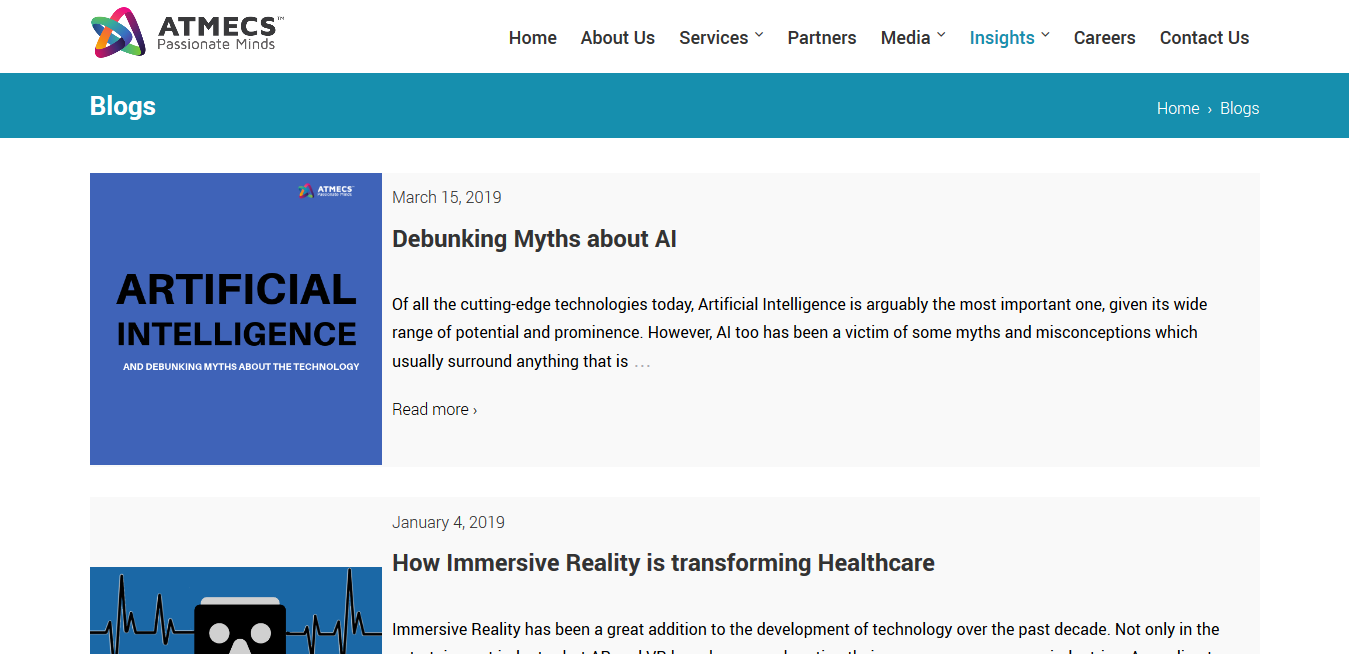 ATMECS™
Passionate Minds
Home About Us Services Partners Media Insights Careers Contact Us
Blogs
Home › Blogs
ATMECS
Passionate Minds
ARTIFICIAL
INTELLIGENCE
AND DEBUNKING MYTHS ABOUT THE TECHNOLOGY
March 15, 2019
Debunking Myths about AI
Of all the cutting-edge technologies today, Artificial Intelligence is arguably the most important one, given its wide
range of potential and prominence. However, AI too has been a victim of some myths and misconceptions which
usually surround anything that is ...
Read more ›
January 4, 2019
How Immersive Reality is transforming Healthcare
Immersive Reality has been a great addition to the development of technology over the past decade. Not only in the